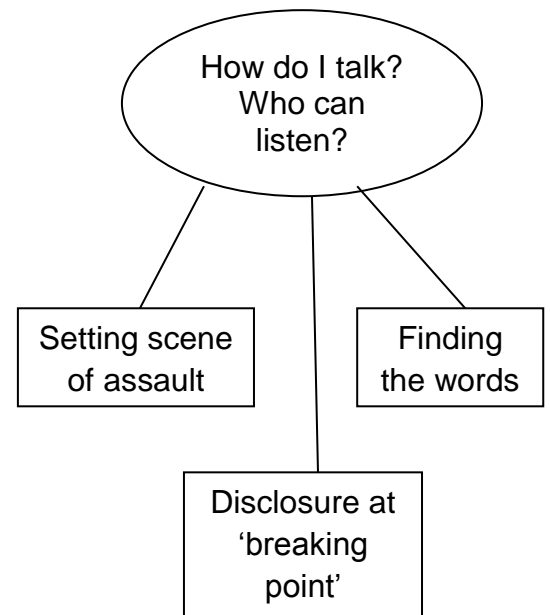 How do I talk?
Who can
listen?
Setting scene
of assault
Finding
the words
Disclosure at
‘breaking
point’